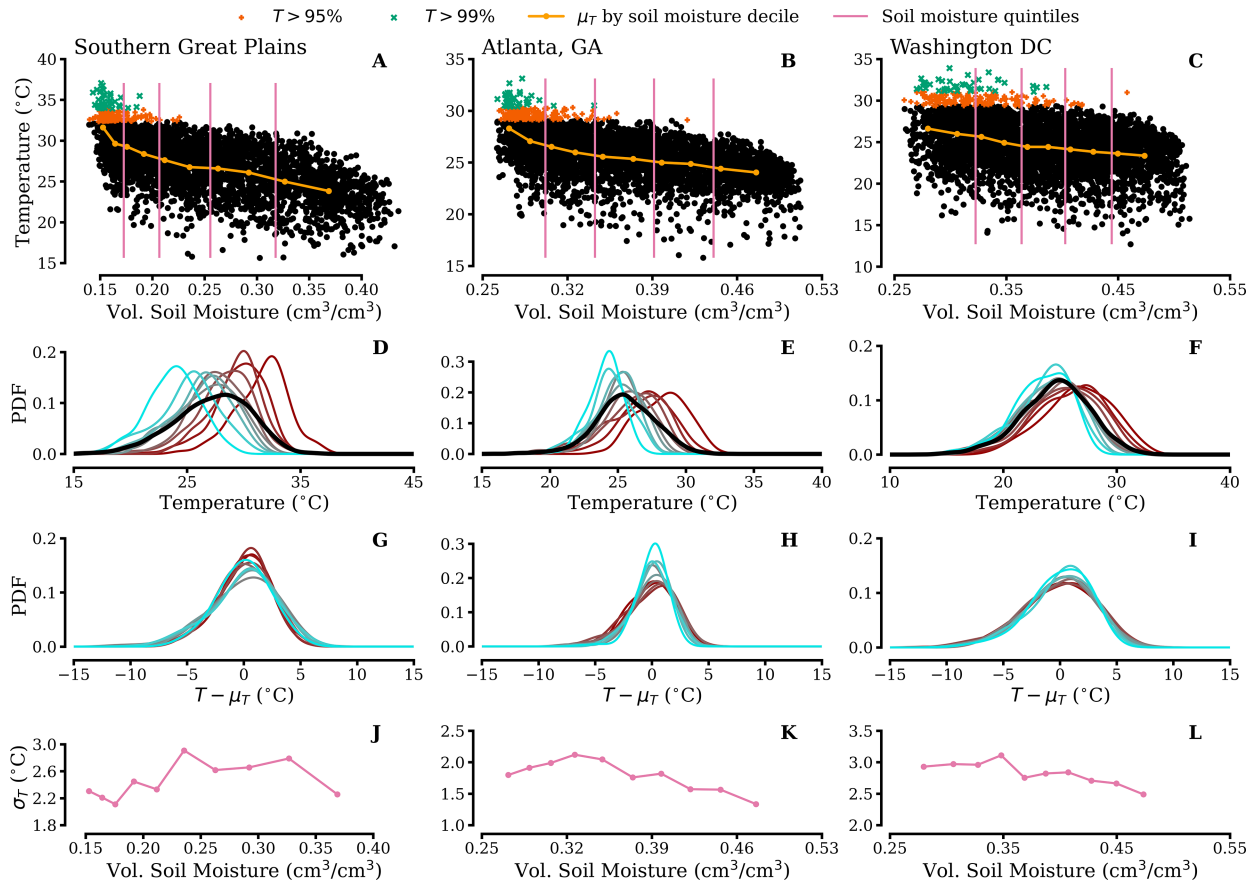 T > 95%   T > 99%   μ_T by soil moisture decile   Soil moisture quintiles
Southern Great Plains   A   Atlanta, GA   B   Washington DC   C
Temperature (°C)
40 35 30 25 20 15
35 30 25 20 15
35 30 25 20 15 10
0.15 0.20 0.25 0.30 0.35 0.40   0.26 0.32 0.39 0.46 0.53   0.25 0.35 0.45 0.55
Vol. Soil Moisture (cm³/cm³)   Vol. Soil Moisture (cm³/cm³)   Vol. Soil Moisture (cm³/cm³)
D   E   F
PDF
0.2 0.1 0.0
0.3 0.2 0.1 0.0
0.2 0.1 0.0
15 25 35 45   15 20 25 30 35 40   10 20 30 40
Temperature (°C)   Temperature (°C)   Temperature (°C)
G   H   I
PDF
0.2 0.1 0.0
0.3 0.2 0.1 0.0
0.2 0.1 0.0
−15 −10 −5 0 5 10 15   −15 −10 −5 0 5 10 15   −15 −10 −5 0 5 10 15
T − μ_T (°C)   T − μ_T (°C)   T − μ_T (°C)
J   K   L
σ_T (°C)
3.0 2.6 2.2 1.8
2.5 2.0 1.5 1.0
3.5 3.0 2.5 2.0
0.15 0.20 0.25 0.30 0.35 0.40   0.25 0.32 0.39 0.46 0.53   0.25 0.35 0.45 0.55
Vol. Soil Moisture (cm³/cm³)   Vol. Soil Moisture (cm³/cm³)   Vol. Soil Moisture (cm³/cm³)